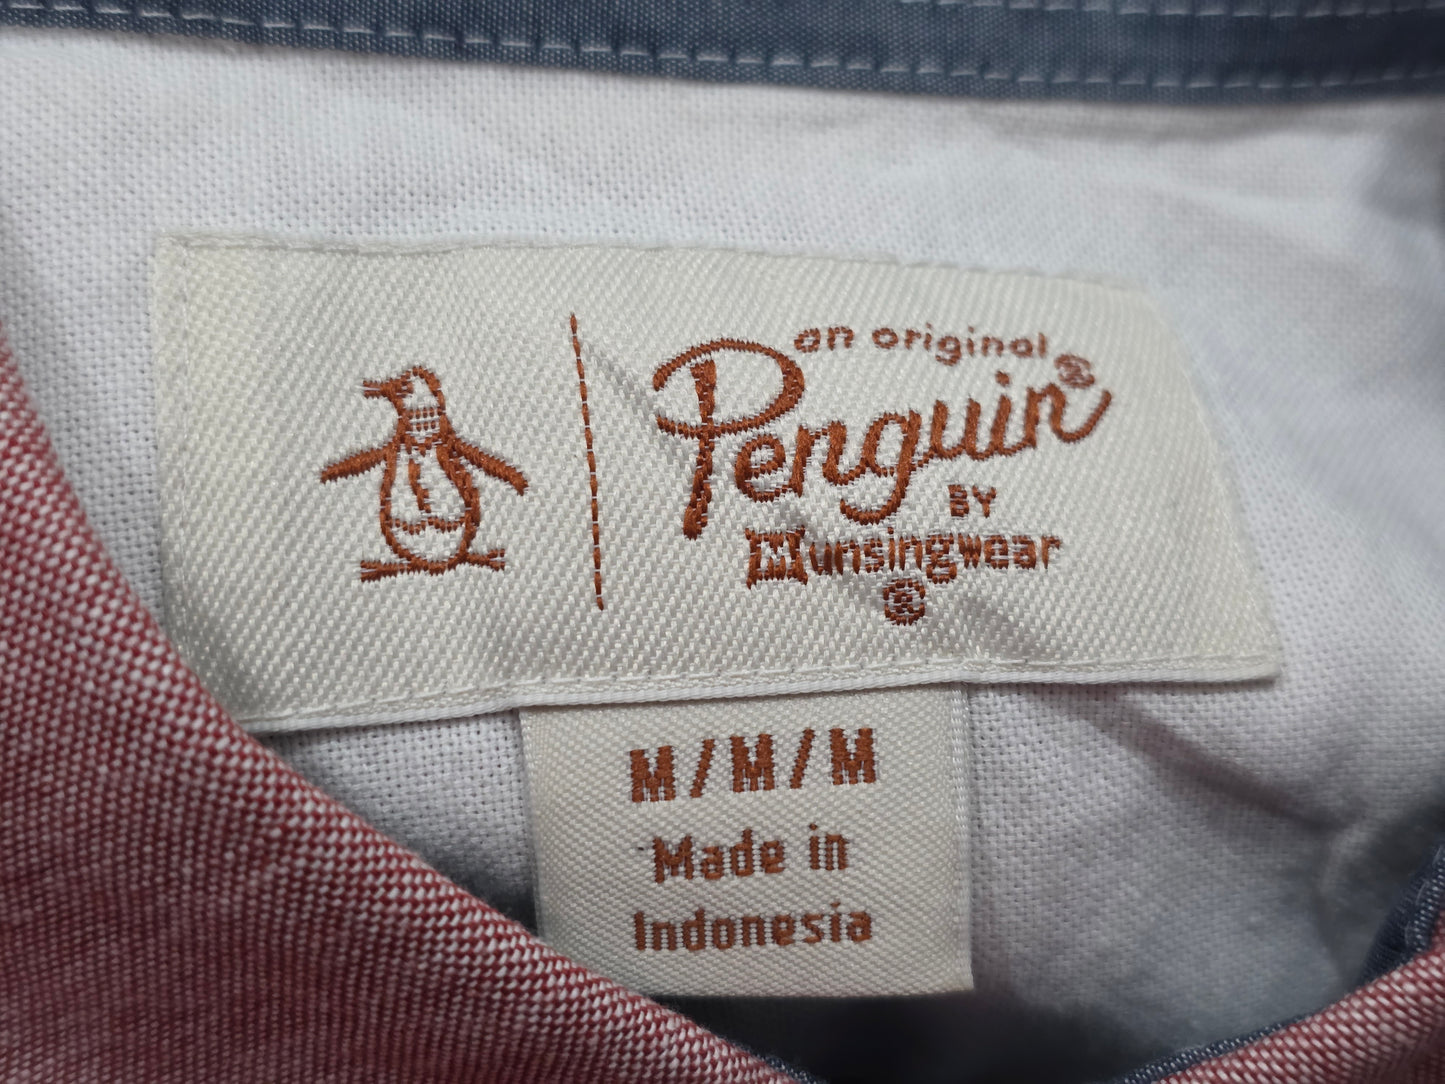 an original
Penguin®
BY
Munsingwear
®
M/M/M
Made in
Indonesia